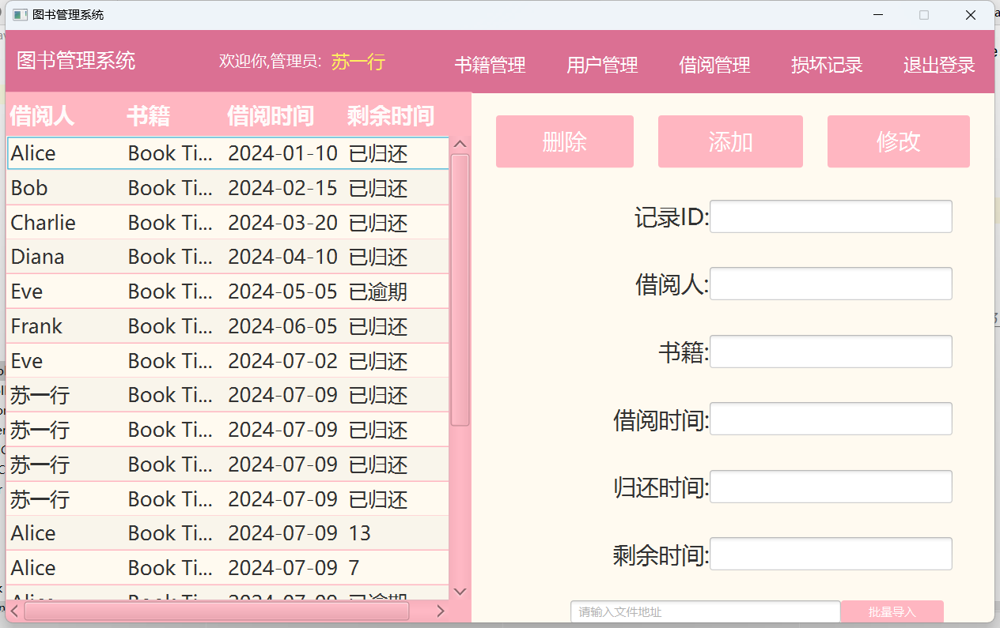 图书管理系统
图书管理系统 欢迎你,管理员: 苏一行 书籍管理 用户管理 借阅管理 损坏记录 退出登录
借阅人 书籍 借阅时间 剩余时间
Alice Book Ti... 2024-01-10 已归还
Bob Book Ti... 2024-02-15 已归还
Charlie Book Ti... 2024-03-20 已归还
Diana Book Ti... 2024-04-10 已归还
Eve Book Ti... 2024-05-05 已逾期
Frank Book Ti... 2024-06-05 已归还
Eve Book Ti... 2024-07-02 已归还
苏一行 Book Ti... 2024-07-09 已归还
苏一行 Book Ti... 2024-07-09 已归还
苏一行 Book Ti... 2024-07-09 已归还
苏一行 Book Ti... 2024-07-09 已归还
Alice Book Ti... 2024-07-09 13
Alice Book Ti... 2024-07-09 7
Alice Book Ti... 2024-07-09 已逾期
删除 添加 修改
记录ID:
借阅人:
书籍:
借阅时间:
归还时间:
剩余时间:
请输入文件地址 批量导入